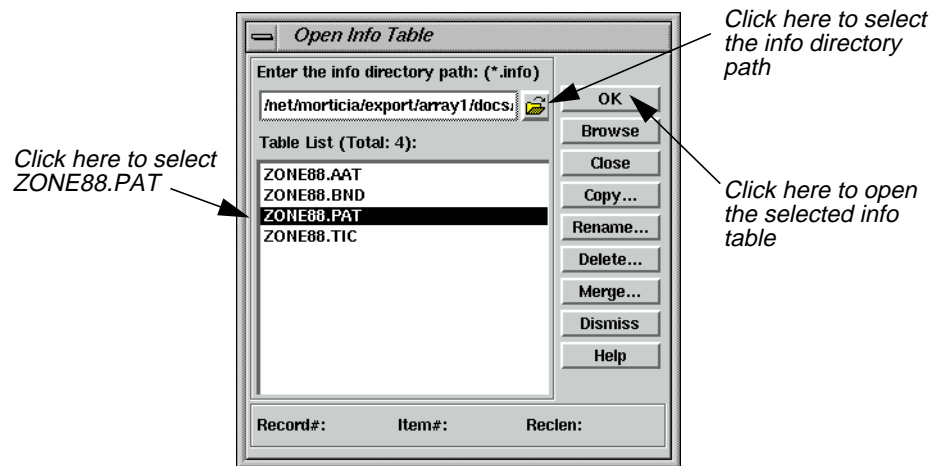 Open Info Table
Enter the info directory path: (*.info)
/net/morticia/export/array1/docs/
Table List (Total: 4):
ZONE88.AAT
ZONE88.BND
ZONE88.PAT
ZONE88.TIC
OK
Browse
Close
Copy...
Rename...
Delete...
Merge...
Dismiss
Help
Record#: Item#: Reclen:
Click here to select
ZONE88.PAT
Click here to select
the info directory
path
Click here to open
the selected info
table